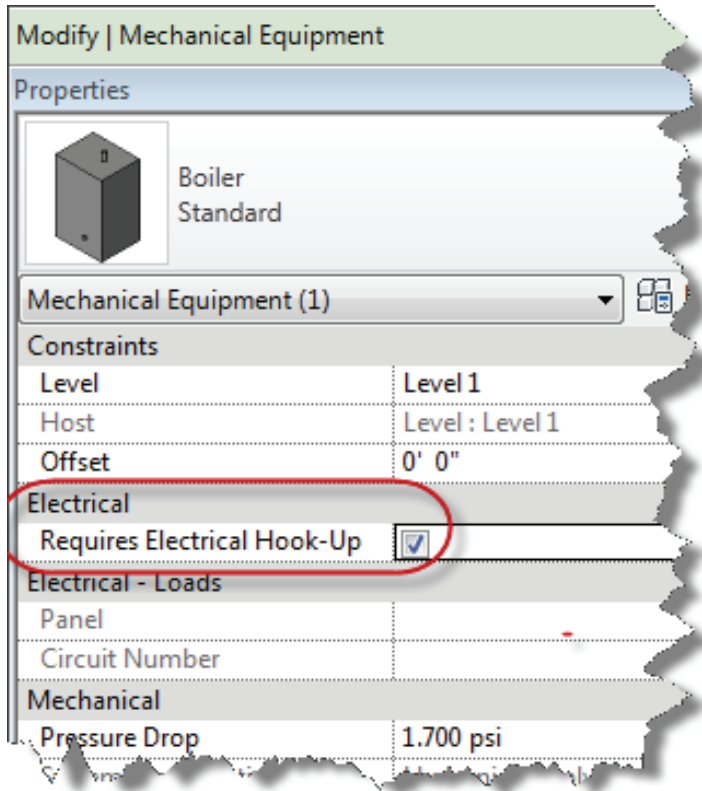 Modify | Mechanical Equipment
Properties
Boiler
Standard
Mechanical Equipment (1)
Constraints
Level Level 1
Host Level : Level 1
Offset 0' 0"
Electrical
Requires Electrical Hook-Up
Electrical - Loads
Panel
Circuit Number
Mechanical
Pressure Drop 1.700 psi